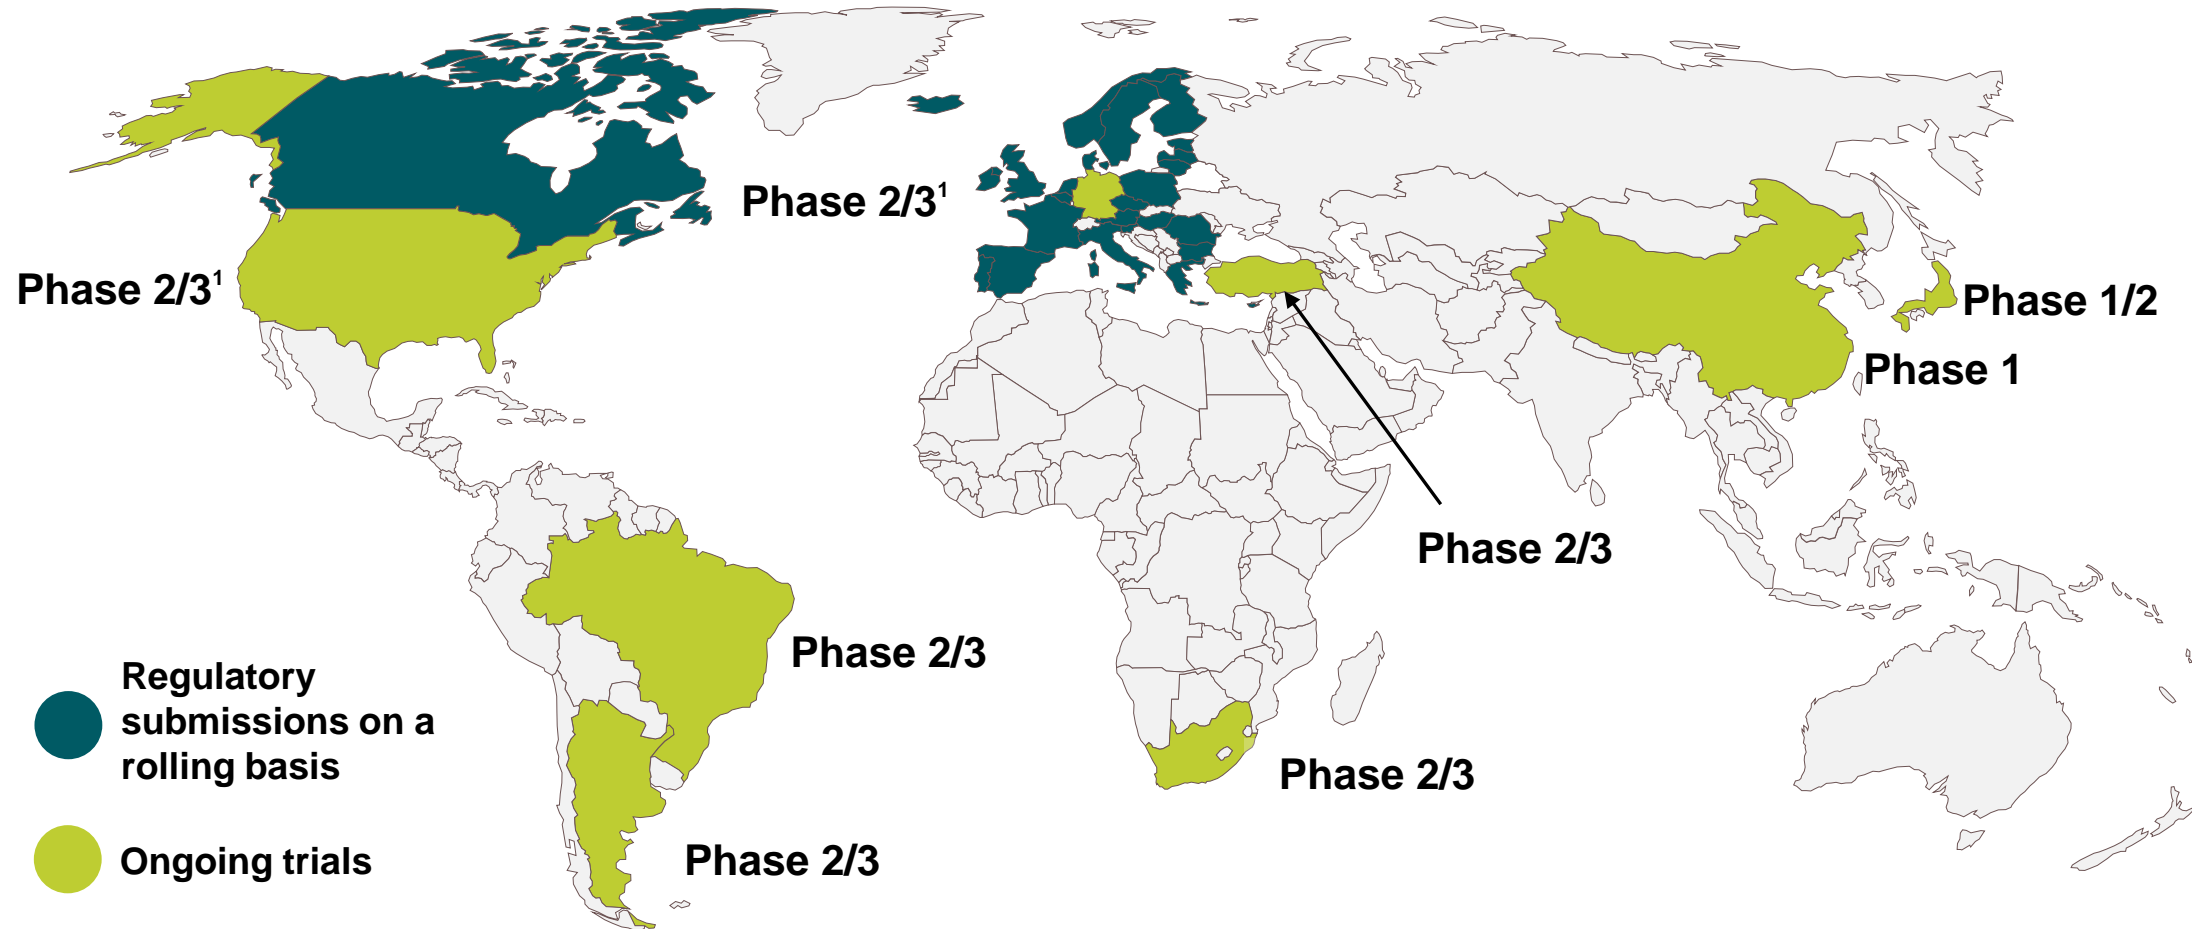 Phase 2/3¹
Phase 2/3¹
Phase 1/2
Phase 1
Phase 2/3
Phase 2/3
Phase 2/3
Phase 2/3
Regulatory
submissions on a
rolling basis
Ongoing trials